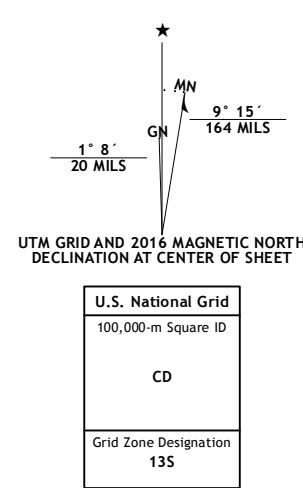 ★
MN
GN
9° 15´
164 MILS
1° 8´
20 MILS
UTM GRID AND 2016 MAGNETIC NORTH
DECLINATION AT CENTER OF SHEET
U.S. National Grid
100,000-m Square ID
CD
Grid Zone Designation
13S